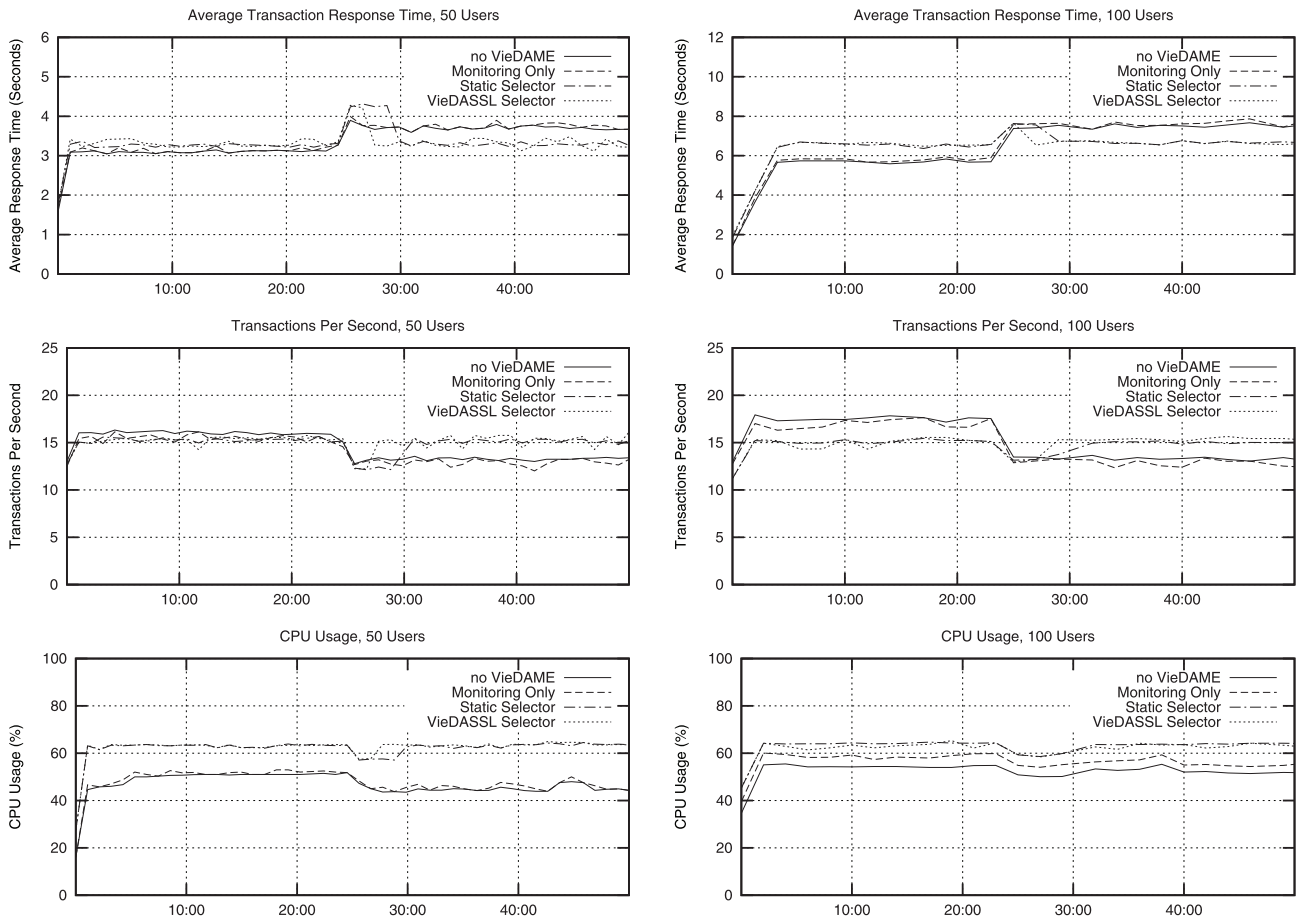 Average Transaction Response Time, 50 Users
Average Response Time (Seconds)
6
5
4
3
2
1
0
no VieDAME
Monitoring Only
Static Selector
VieDASSL Selector
10:00 20:00 30:00 40:00
Average Transaction Response Time, 100 Users
Average Response Time (Seconds)
12
10
8
6
4
2
0
no VieDAME
Monitoring Only
Static Selector
VieDASSL Selector
10:00 20:00 30:00 40:00
Transactions Per Second, 50 Users
Transactions Per Second
25
20
15
10
5
0
no VieDAME
Monitoring Only
Static Selector
VieDASSL Selector
10:00 20:00 30:00 40:00
Transactions Per Second, 100 Users
Transactions Per Second
25
20
15
10
5
0
no VieDAME
Monitoring Only
Static Selector
VieDASSL Selector
10:00 20:00 30:00 40:00
CPU Usage, 50 Users
CPU Usage (%)
100
80
60
40
20
0
no VieDAME
Monitoring Only
Static Selector
VieDASSL Selector
10:00 20:00 30:00 40:00
CPU Usage, 100 Users
CPU Usage (%)
100
80
60
40
20
0
no VieDAME
Monitoring Only
Static Selector
VieDASSL Selector
10:00 20:00 30:00 40:00